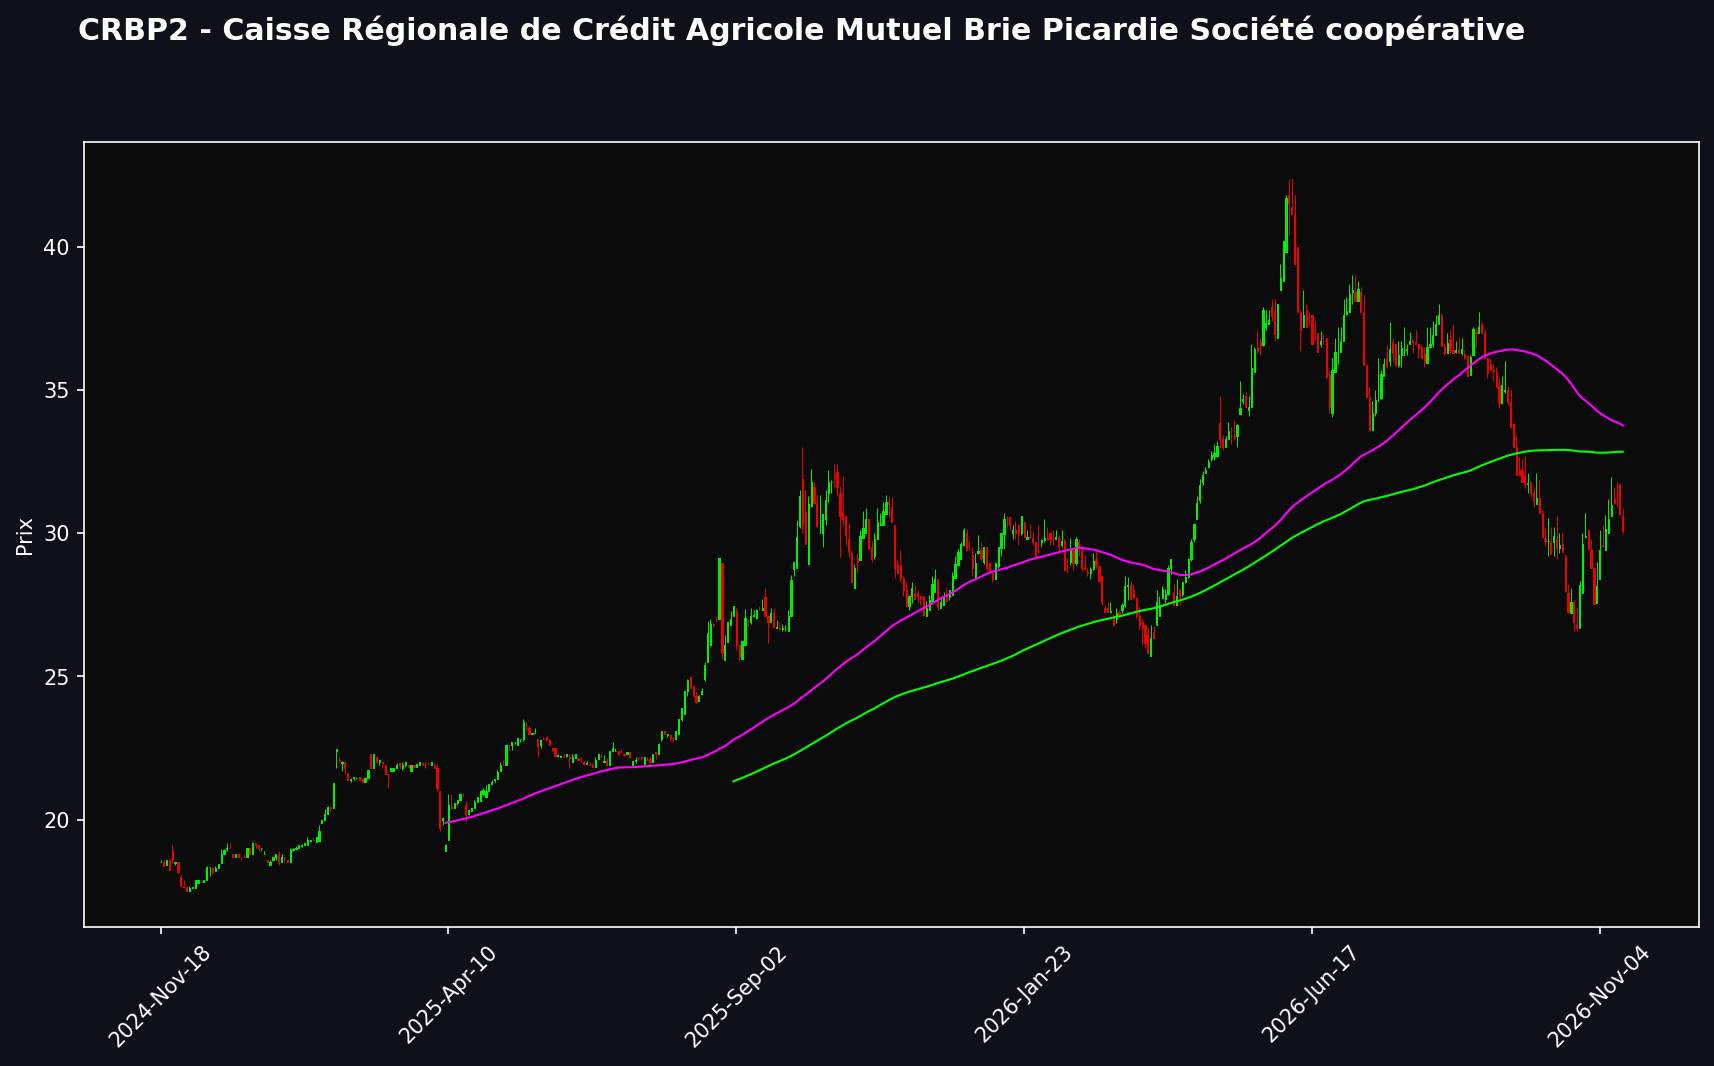 CRBP2 - Caisse Régionale de Crédit Agricole Mutuel Brie Picardie Société coopérative
40
35
30
25
20
Prix
2024-Nov-18
2025-Apr-10
2025-Sep-02
2026-Jan-23
2026-Jun-17
2026-Nov-04